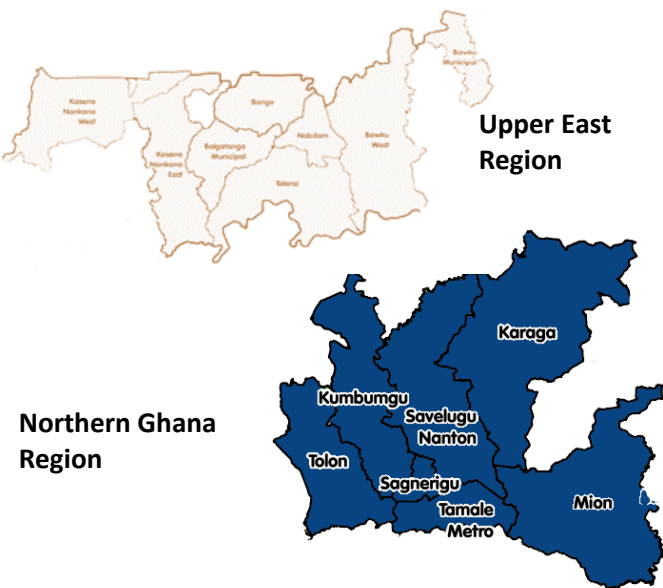 Bawku
Municipal
Kasena
Nankana
West
Bongo
Nabdam
Bawku
West
Bolgatanga
Municipal
Kasena
Nankana
East
Talensi
Upper East
Region
Karaga
Kumbumgu
Savelugu
Nanton
Northern Ghana
Region
Tolon
Sagnerigu
Mion
Tamale
Metro